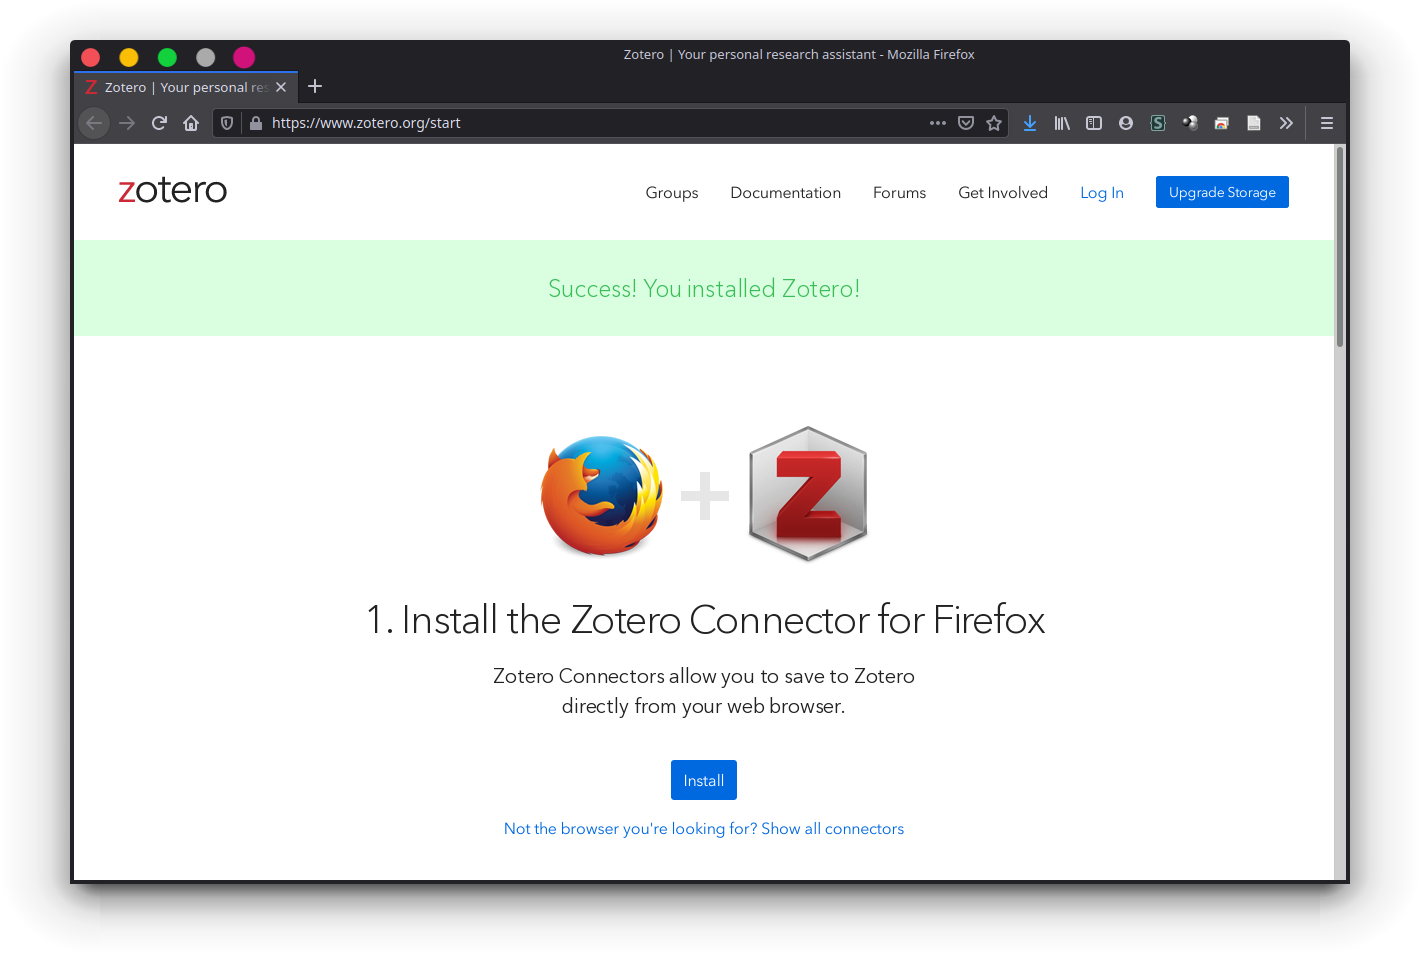 Zotero | Your personal research assistant - Mozilla Firefox
Zotero | Your personal res
https://www.zotero.org/start
zotero
Groups
Documentation
Forums
Get Involved
Log In
Upgrade Storage
Success! You installed Zotero!
1. Install the Zotero Connector for Firefox
Zotero Connectors allow you to save to Zotero
directly from your web browser.
Install
Not the browser you're looking for? Show all connectors